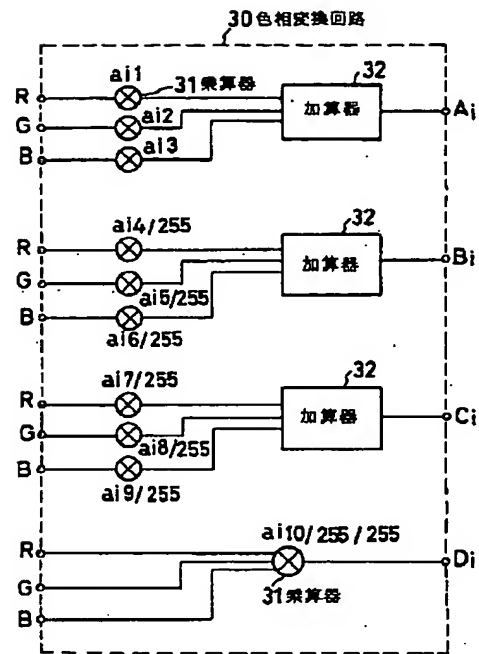 30色相変換回路
R
ai1
31乗算器
32
加算器
Ai
G
ai2
B
ai3
R
ai4/255
32
加算器
Bi
G
ai5/255
B
ai6/255
R
ai7/255
32
加算器
Ci
G
ai8/255
B
ai9/255
R
ai10/255/255
Di
G
31乗算器
B